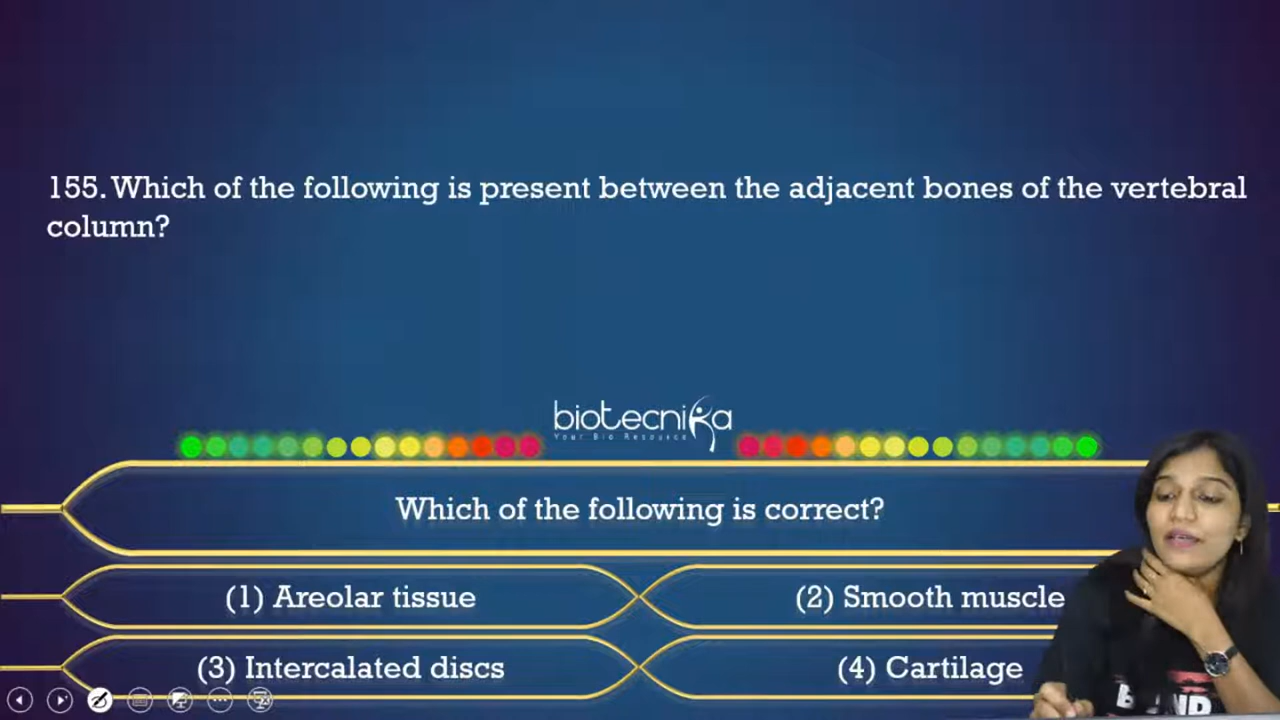 155. Which of the following is present between the adjacent bones of the vertebral
column?
biotecnika
Your Bio Resource
Which of the following is correct?
(1) Areolar tissue
(2) Smooth muscle
(3) Intercalated discs
(4) Cartilage